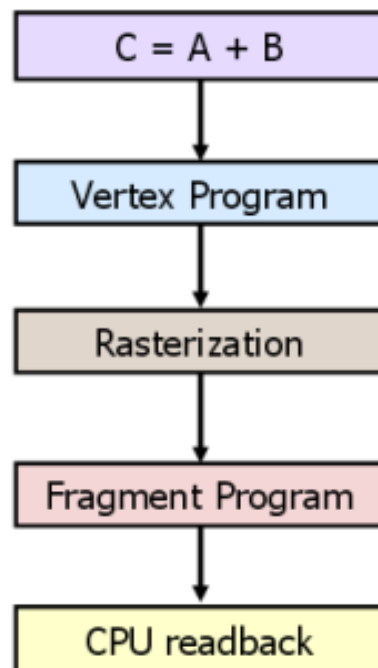 C = A + B
Vertex Program
Rasterization
Fragment Program
CPU readback